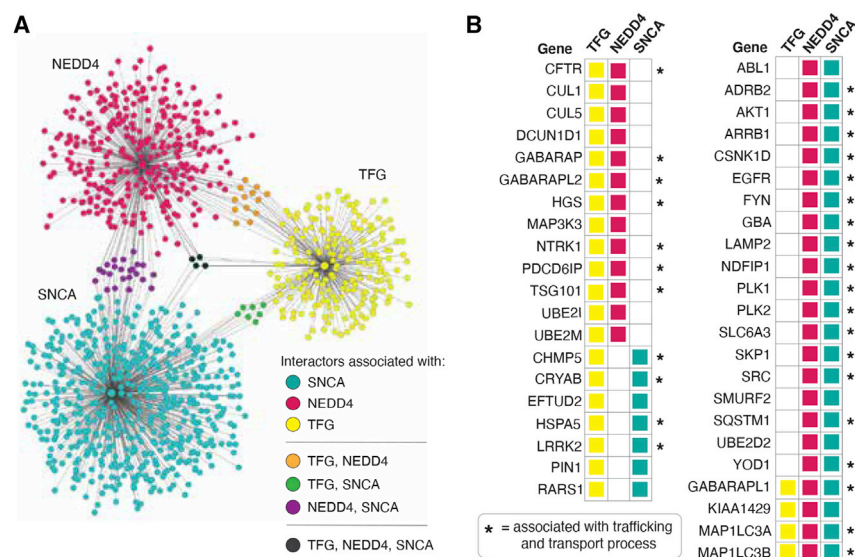 A
NEDD4
TFG
SNCA
Interactors associated with:
SNCA
NEDD4
TFG
TFG, NEDD4
TFG, SNCA
NEDD4, SNCA
TFG, NEDD4, SNCA
B
Gene TFG NEDD4 SNCA
CFTR *
CUL1
CUL5
DCUN1D1
GABARAP *
GABARAPL2 *
HGS *
MAP3K3
NTRK1 *
PDCD6IP *
TSG101 *
UBE2I
UBE2M
CHMP5 *
CRYAB *
EFTUD2
HSPA5 *
LRRK2 *
PIN1
RARS1
* = associated with trafficking
and transport process
Gene TFG NEDD4 SNCA
ABL1
ADRB2 *
AKT1 *
ARRB1 *
CSNK1D *
EGFR *
FYN *
GBA *
LAMP2 *
NDFIP1 *
PLK1 *
PLK2 *
SLC6A3 *
SKP1 *
SRC *
SMURF2
SQSTM1 *
UBE2D2
YOD1 *
GABARAPL1 *
KIAA1429
MAP1LC3A *
MAP1LC3B *